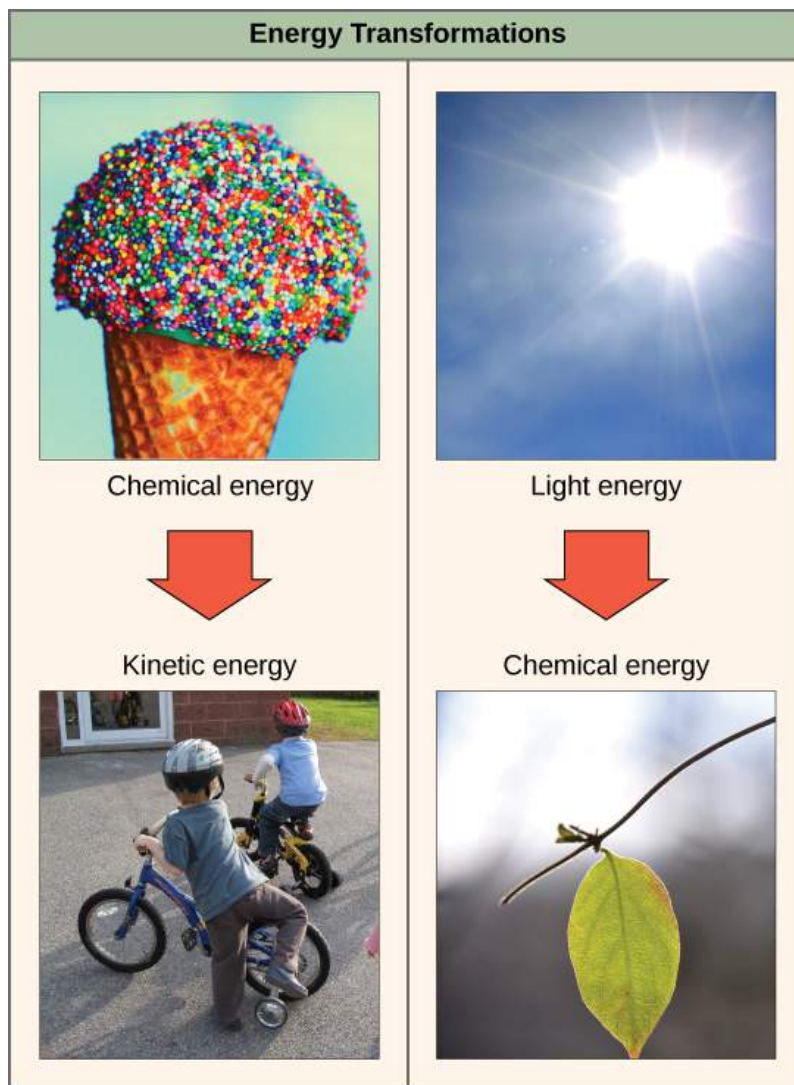 Energy Transformations
Chemical energy
Kinetic energy
Light energy
Chemical energy